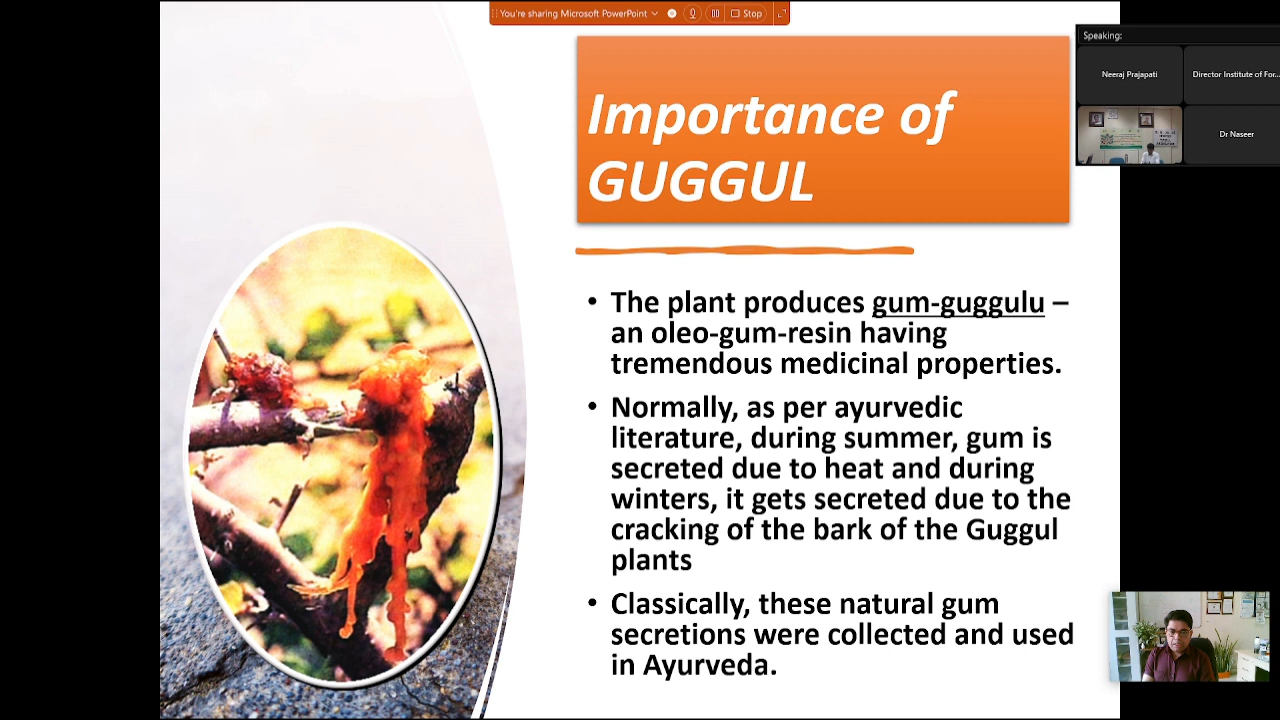 You're sharing Microsoft PowerPoint
Stop
Speaking:
Neeraj Prajapati
Director Institute of For...
Dr Naseer
Importance of
GUGGUL
• The plant produces gum-guggulu –
an oleo-gum-resin having
tremendous medicinal properties.
• Normally, as per ayurvedic
literature, during summer, gum is
secreted due to heat and during
winters, it gets secreted due to the
cracking of the bark of the Guggul
plants
• Classically, these natural gum
secretions were collected and used
in Ayurveda.